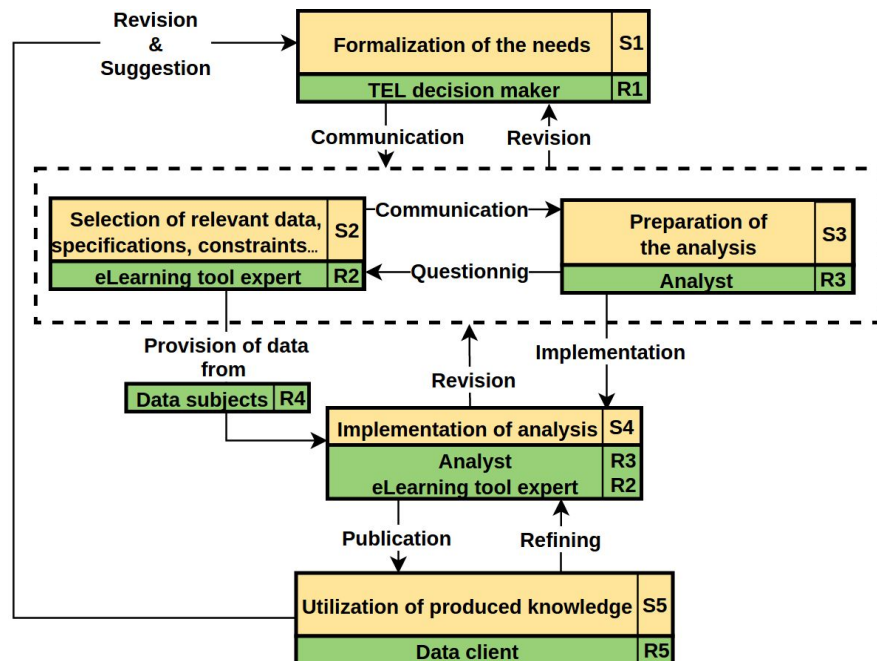 Revision
&
Suggestion
Formalization of the needs S1
TEL decision maker R1
Communication Revision
Selection of relevant data,
specifications, constraints... S2
eLearning tool expert R2
Communication
Questionnig
Preparation of
the analysis S3
Analyst R3
Provision of data
from
Data subjects R4
Revision
Implementation
Implementation of analysis S4
Analyst R3
eLearning tool expert R2
Publication Refining
Utilization of produced knowledge S5
Data client R5